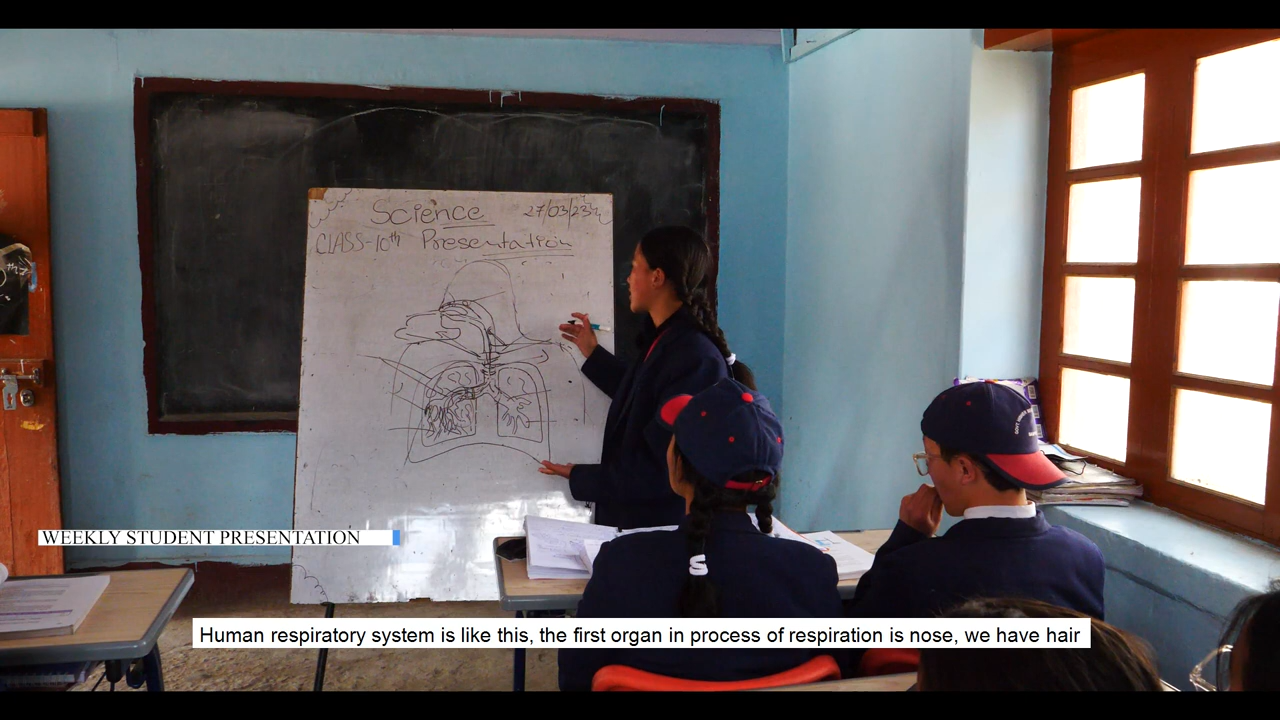 Science 27/03/23
CLASS-10th Presentation
WEEKLY STUDENT PRESENTATION
Human respiratory system is like this, the first organ in process of respiration is nose, we have hair